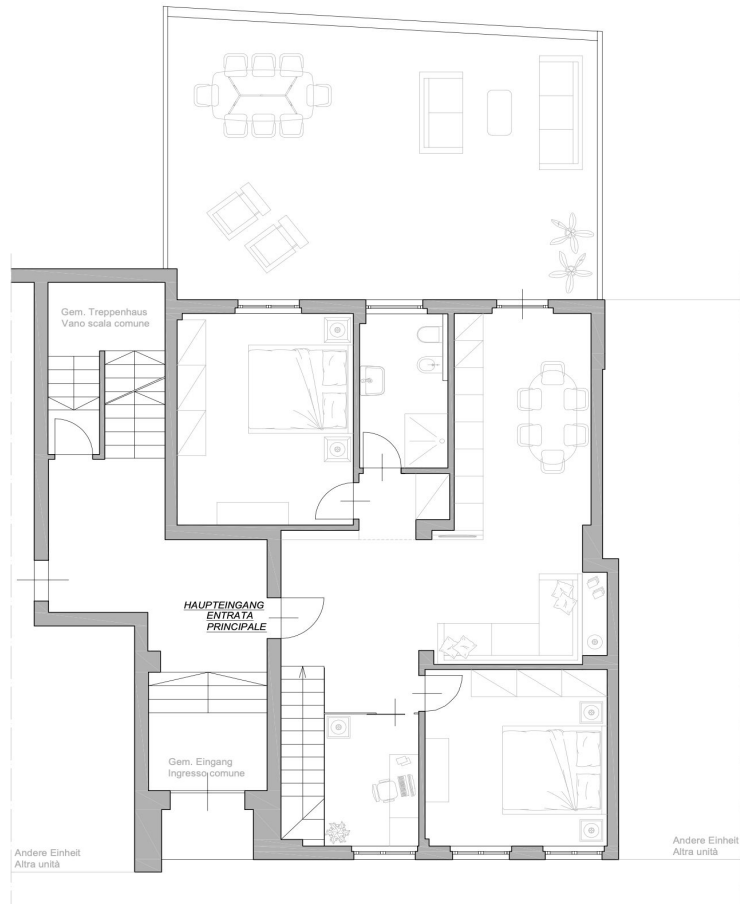 Gem. Treppenhaus
Vano scala comune
HAUPTEINGANG
ENTRATA
PRINCIPALE
Gem. Eingang
Ingresso comune
Andere Einheit
Altra unità
Andere Einheit
Altra unità